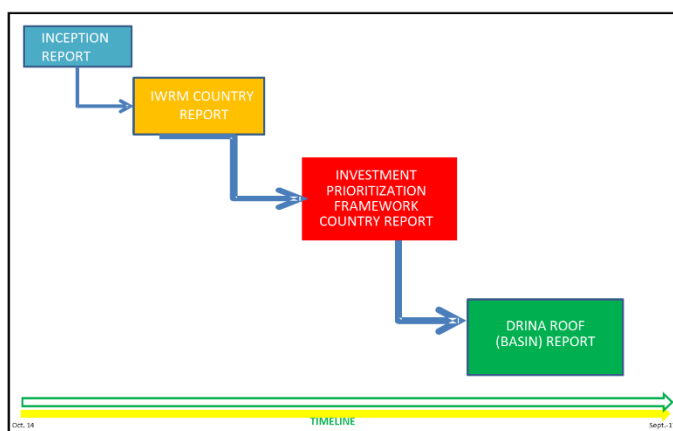 INCEPTION
REPORT
IWRM COUNTRY
REPORT
INVESTMENT
PRIORITIZATION
FRAMEWORK
COUNTRY REPORT
DRINA ROOF
(BASIN) REPORT
TIMELINE
Oct. 14